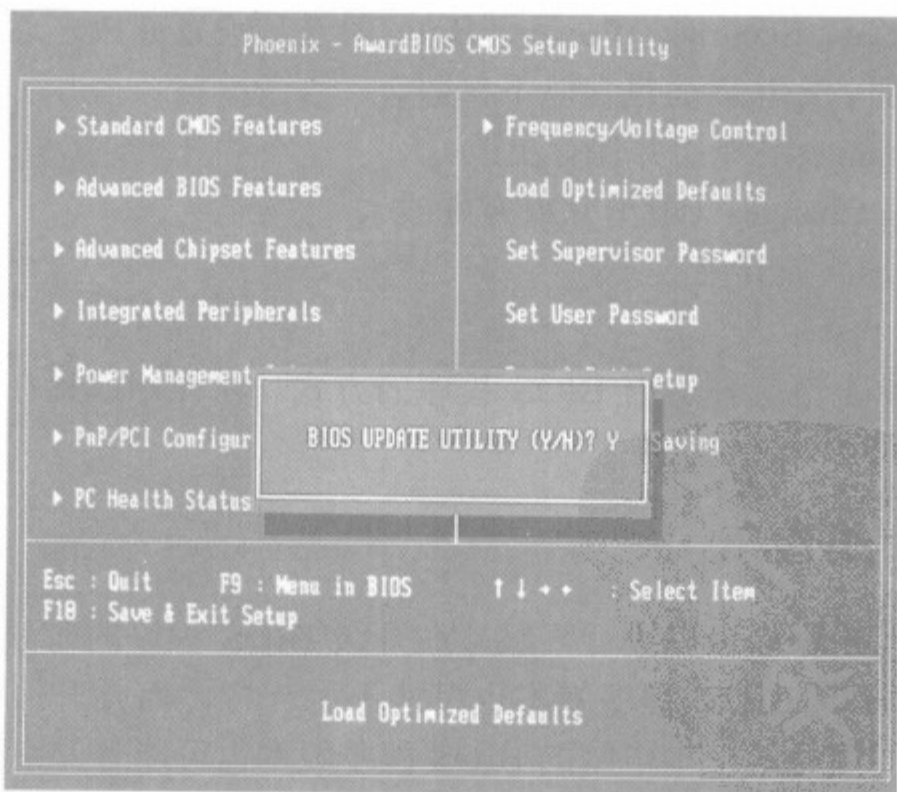 Phoenix - AwardBIOS CMOS Setup Utility
▶ Standard CMOS Features
▶ Advanced BIOS Features
▶ Advanced Chipset Features
▶ Integrated Peripherals
▶ Power Management
▶ PnP/PCI Configur
▶ PC Health Status
▶ Frequency/Voltage Control
Load Optimized Defaults
Set Supervisor Password
Set User Password
etup
Saving
BIOS UPDATE UTILITY (Y/N)? Y
Esc : Quit F9 : Menu in BIOS ↑ ↓ → ← : Select Item
F10 : Save & Exit Setup
Load Optimized Defaults